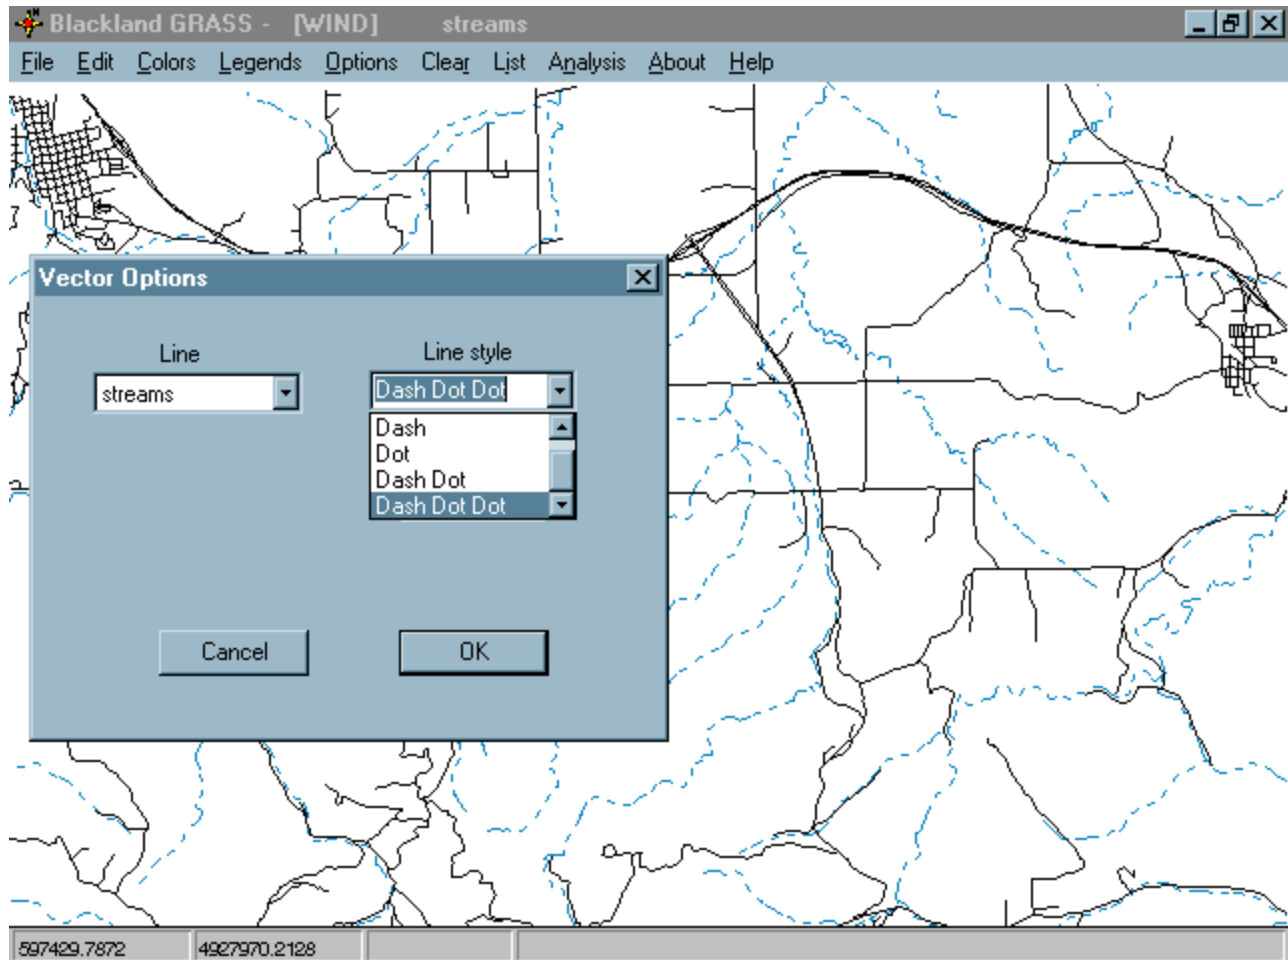 Blackland GRASS - [WIND] streams
File Edit Colors Legends Options Clear List Analysis About Help
Vector Options
Line
Line style
streams
Dash Dot Dot
Dash
Dot
Dash Dot
Dash Dot Dot
Cancel
OK
597429.7872
4927970.2128